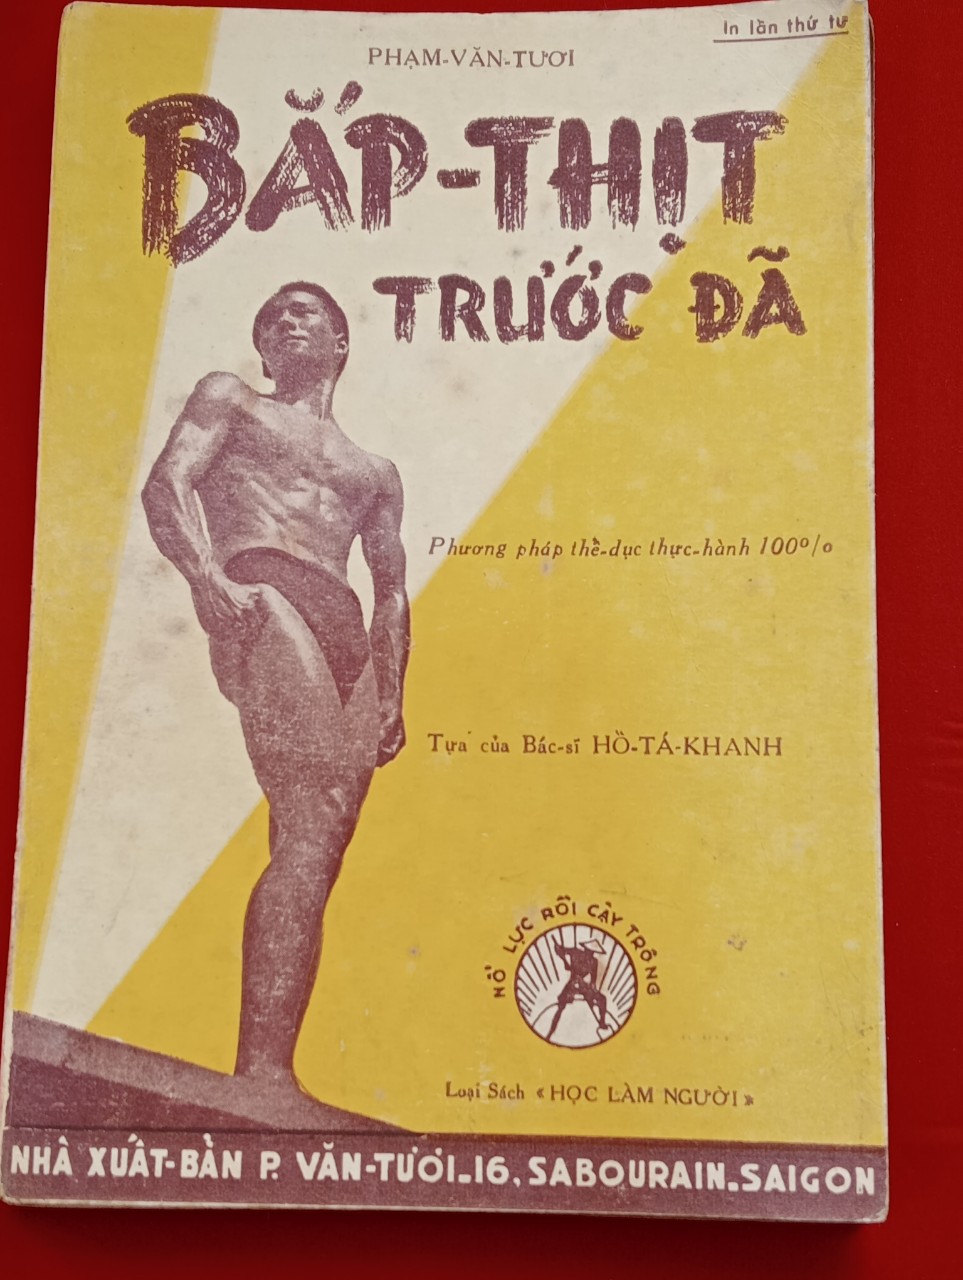 In lần thứ tư
PHẠM-VĂN-TƯƠI
BẮP-THỊT
TRƯỚC ĐÃ
Phương pháp thể-dục thực-hành 100%
Tựa của Bác-sĩ HỒ-TÁ-KHANH
NỖ LỰC RỒI CẦY TRỒNG
Loại Sách « HỌC LÀM NGƯỜI »
NHÀ XUẤT-BẢN P. VĂN-TƯƠI_16, SABOURAIN_SAIGON